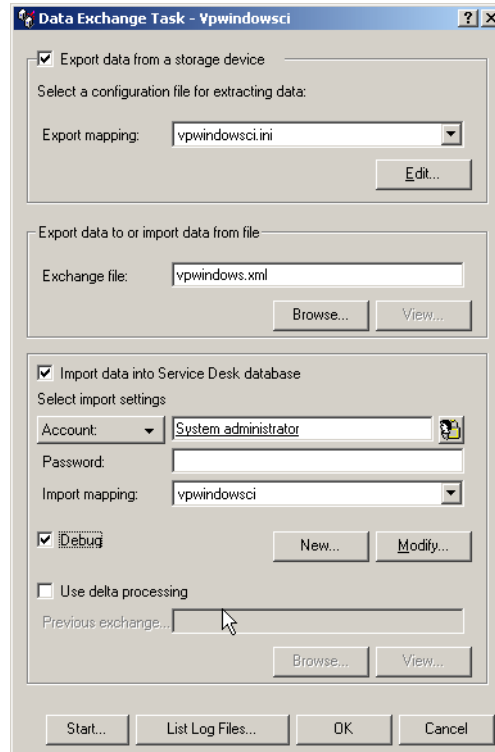 Data Exchange Task - Vpwindowsci
Export data from a storage device
Select a configuration file for extracting data:
Export mapping: vpwindowsci.ini
Edit...
Export data to or import data from file
Exchange file: vpwindows.xml
Browse... View...
Import data into Service Desk database
Select import settings
Account: System administrator
Password:
Import mapping: vpwindowsci
Debug New... Modify...
Use delta processing
Previous exchange...
Browse... View...
Start... List Log Files... OK Cancel